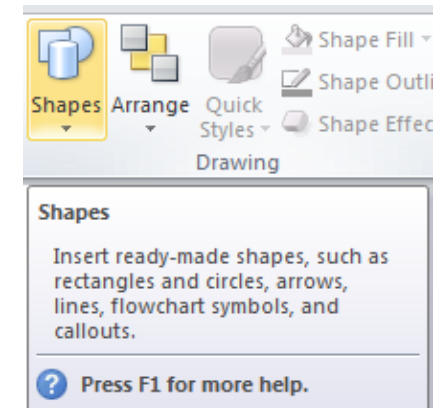 Shape Fill
Shape Outli
Shapes Arrange Quick Styles
Shape Effec
Drawing
Shapes
Insert ready-made shapes, such as
rectangles and circles, arrows,
lines, flowchart symbols, and
callouts.
Press F1 for more help.